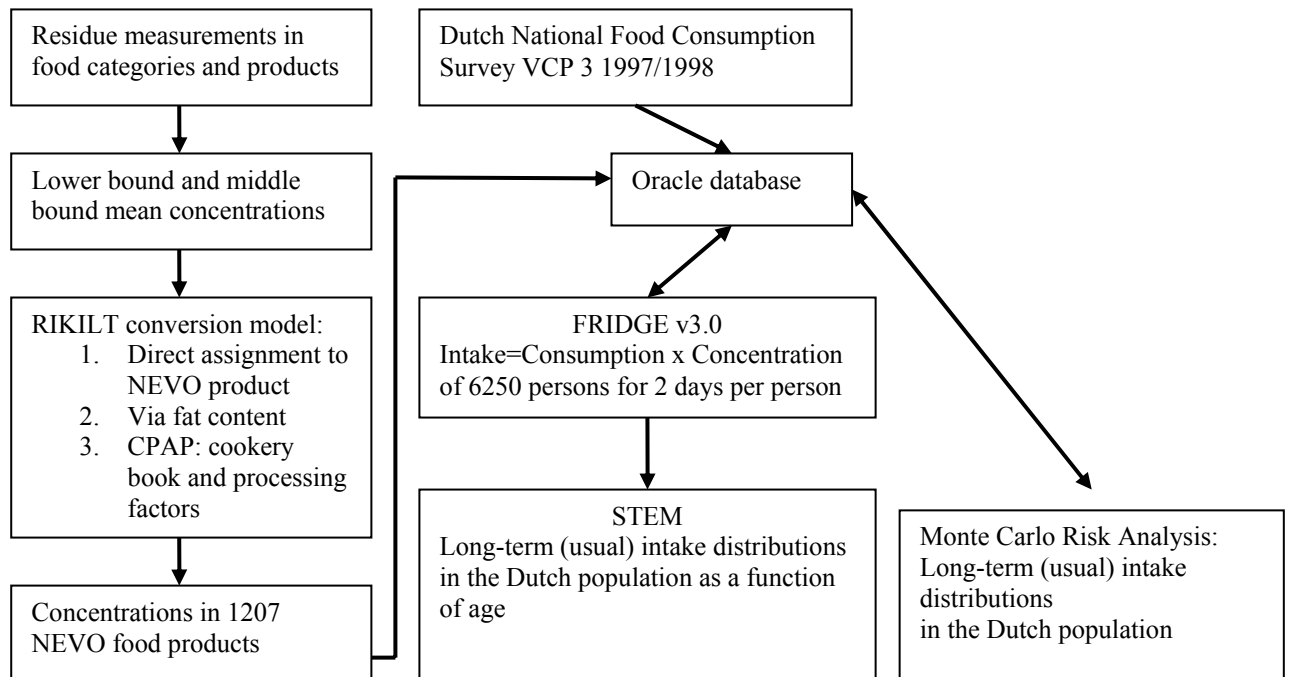 Residue measurements in
food categories and products
Lower bound and middle
bound mean concentrations
RIKILT conversion model:
1. Direct assignment to
NEVO product
2. Via fat content
3. CPAP: cookery
book and processing
factors
Concentrations in 1207
NEVO food products
Dutch National Food Consumption
Survey VCP 3 1997/1998
Oracle database
FRIDGE v3.0
Intake=Consumption x Concentration
of 6250 persons for 2 days per person
STEM
Long-term (usual) intake distributions
in the Dutch population as a function
of age
Monte Carlo Risk Analysis:
Long-term (usual) intake
distributions
in the Dutch population